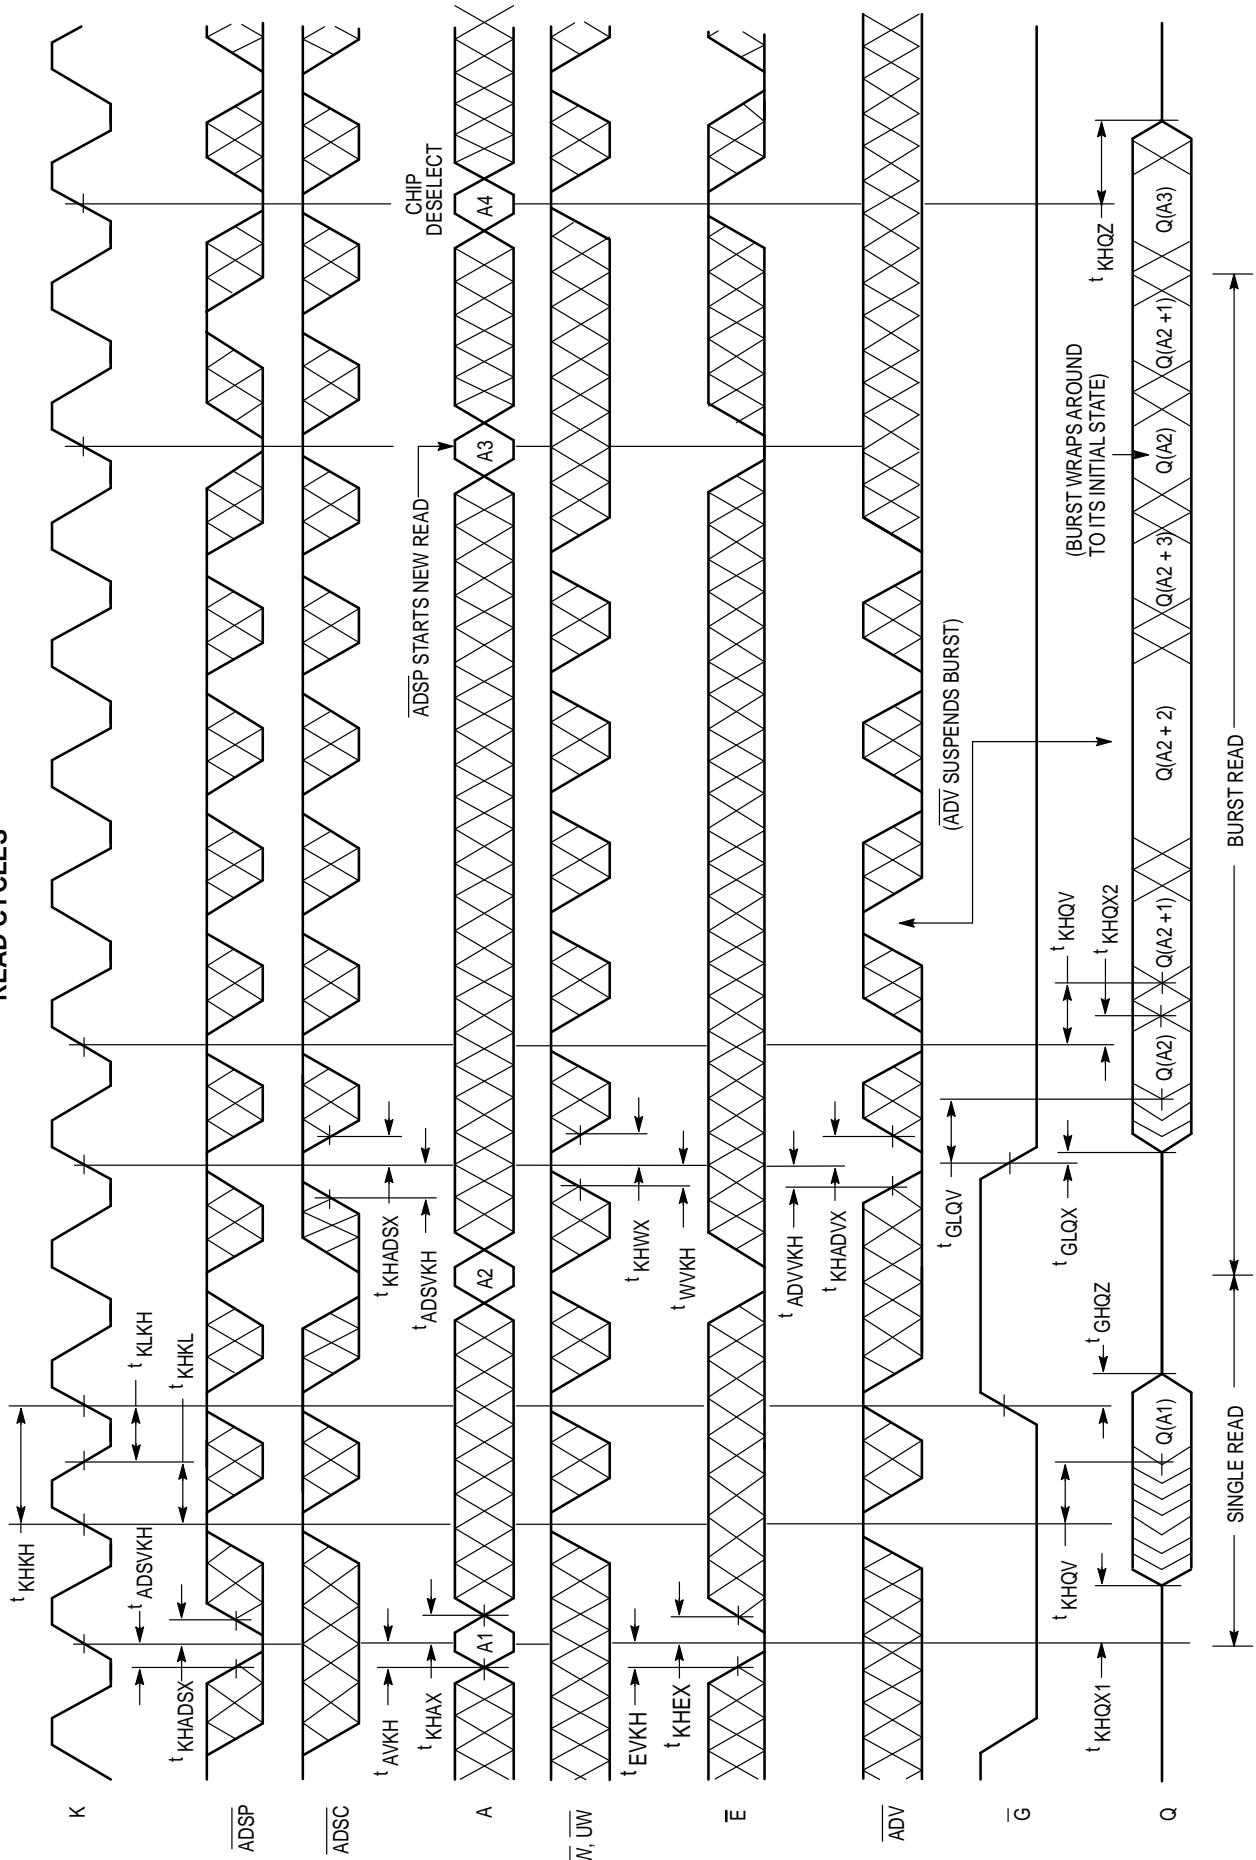 READ CYCLES
t KHKH
K
t ADSVKH
t KLKH
t KHADSX
t KHKL
ADSP
ADSC
t KHADSX
t ADSVKH
ADSP STARTS NEW READ
CHIP
DESELECT
t AVKH
t KHAX
A
A1
A2
A3
A4
W, UW
t KHWX
t WVKH
t EVKH
t KHEX
E
t ADVVKH
t KHADVX
ADV
(ADV SUSPENDS BURST)
t GLQV
G
t GLQX
t KHQV
t KHQX2
(BURST WRAPS AROUND
TO ITS INITIAL STATE)
t KHQZ
t KHQX1
t KHQV
t GHQZ
Q
Q(A1)
Q(A2)
Q(A2 +1)
Q(A2 + 2)
Q(A2 + 3)
Q(A2)
Q(A2 +1)
Q(A3)
SINGLE READ
BURST READ